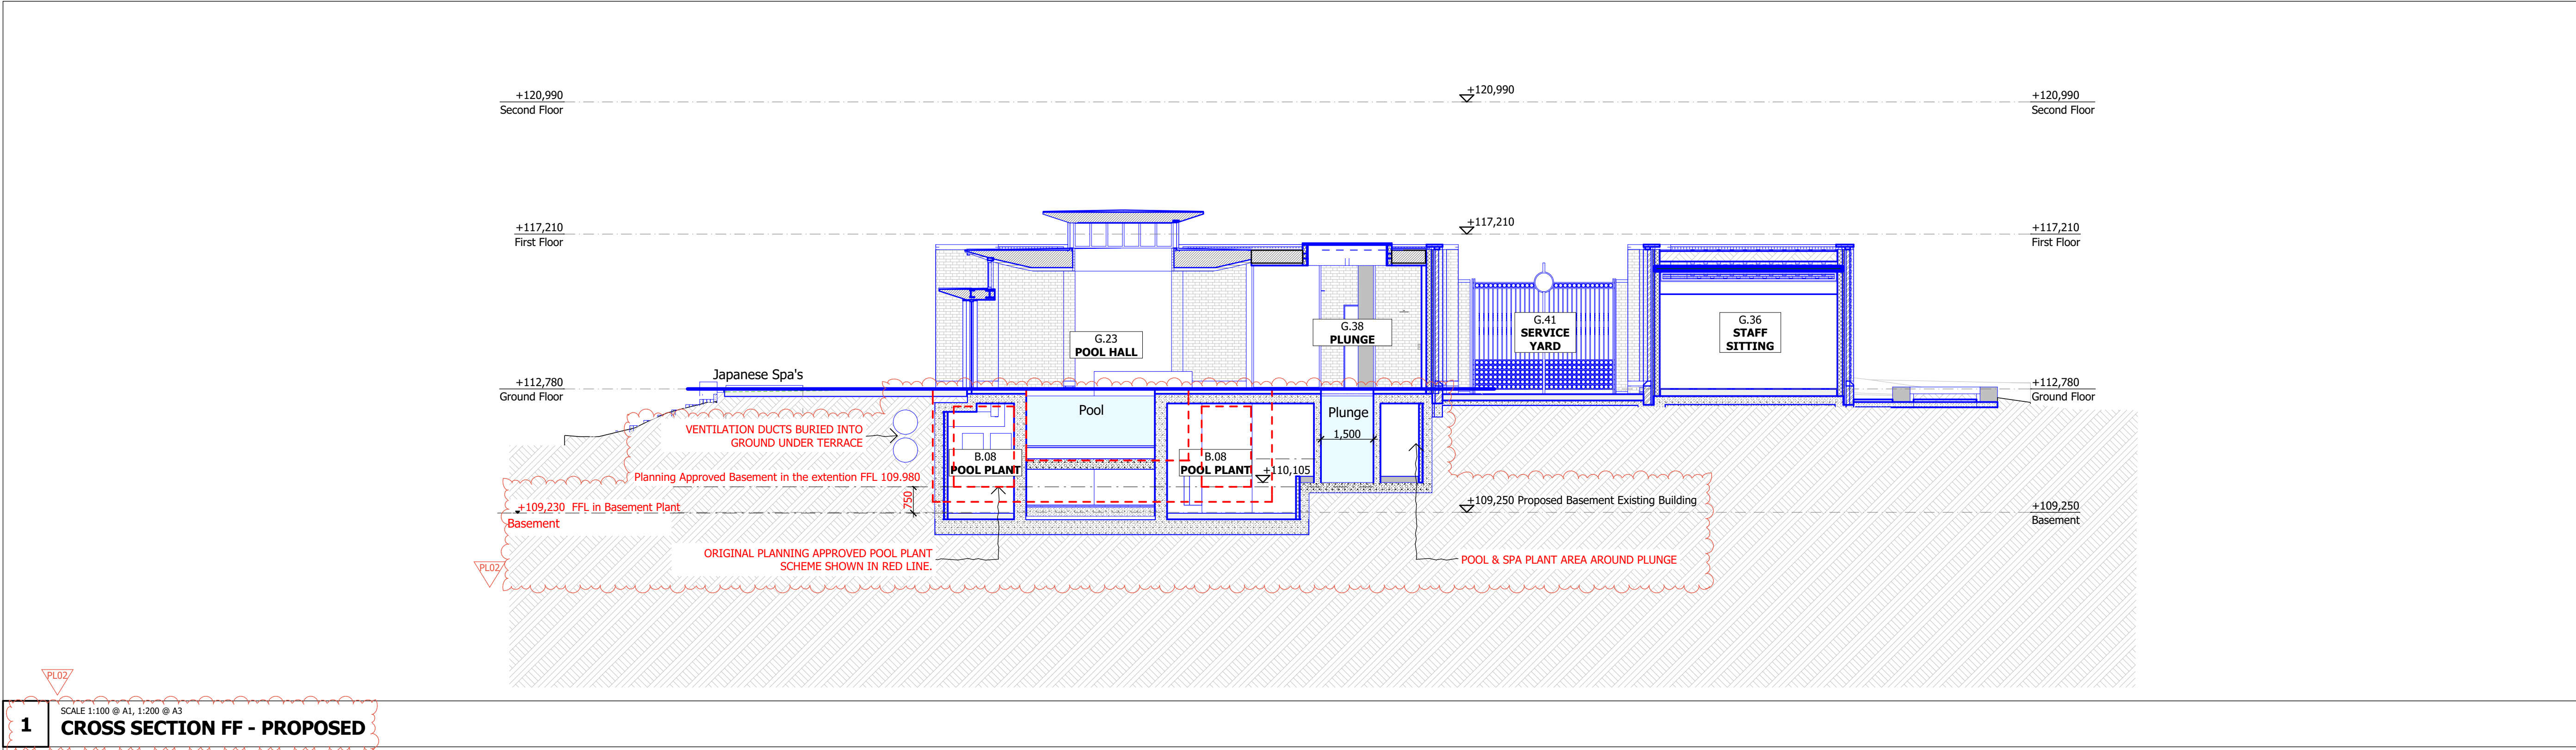 +120,990
Second Floor
+120,990
+120,990
Second Floor
+117,210
First Floor
+117,210
+117,210
First Floor
G.23
POOL HALL
G.38
PLUNGE
G.41
SERVICE
YARD
G.36
STAFF
SITTING
Japanese Spa's
+112,780
Ground Floor
+112,780
Ground Floor
Pool
Plunge
1,500
VENTILATION DUCTS BURIED INTO
GROUND UNDER TERRACE
B.08
POOL PLANT
B.08
POOL PLANT
+110,105
Planning Approved Basement in the extention FFL 109.980
750
+109,230 FFL in Basement Plant
Basement
+109,250 Proposed Basement Existing Building
+109,250
Basement
ORIGINAL PLANNING APPROVED POOL PLANT
SCHEME SHOWN IN RED LINE.
POOL & SPA PLANT AREA AROUND PLUNGE
PL02
PL02
1
SCALE 1:100 @ A1, 1:200 @ A3
CROSS SECTION FF - PROPOSED